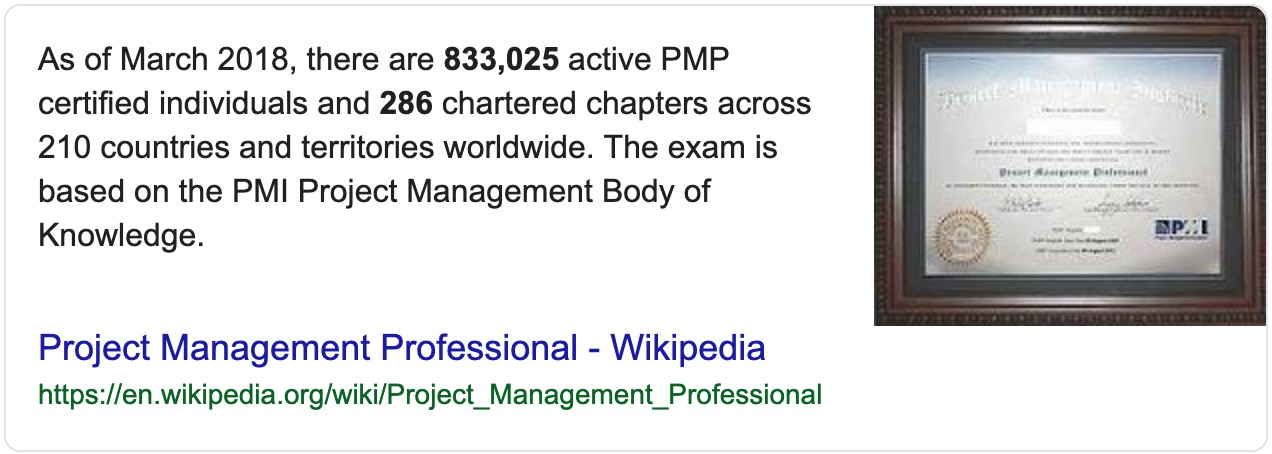 As of March 2018, there are 833,025 active PMP
certified individuals and 286 chartered chapters across
210 countries and territories worldwide. The exam is
based on the PMI Project Management Body of
Knowledge.
Project Management Professional - Wikipedia
https://en.wikipedia.org/wiki/Project_Management_Professional
Project Management Institute
Project Management Professional
PMI